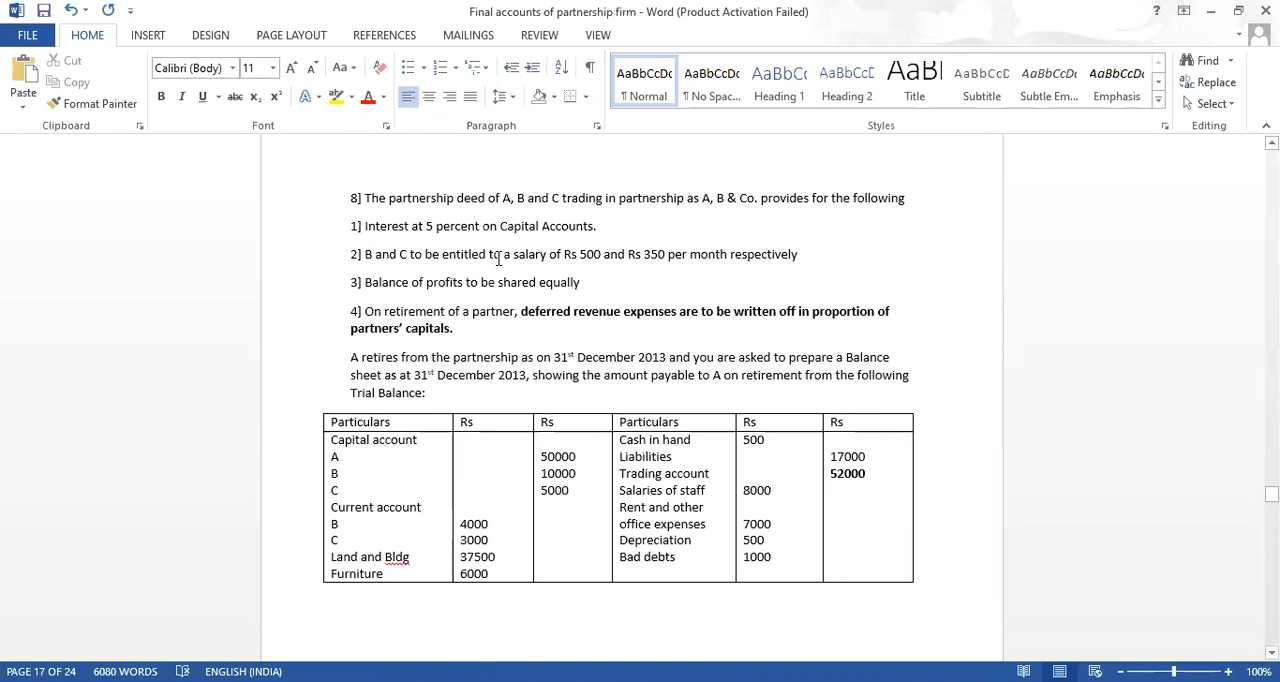 Final accounts of partnership firm - Word (Product Activation Failed)
FILE HOME INSERT DESIGN PAGE LAYOUT REFERENCES MAILINGS REVIEW VIEW
Paste
Cut
Copy
Format Painter
Clipboard
Calibri (Body) 11
Font
Paragraph
AaBbCcDc AaBbCcDc AaBbCc AaBbCcD AaBl AaBbCcD AaBbCcDc AaBbCcDc
¶ Normal ¶ No Spac... Heading 1 Heading 2 Title Subtitle Subtle Em... Emphasis
Styles
Find
Replace
Select
Editing
8] The partnership deed of A, B and C trading in partnership as A, B & Co. provides for the following
1] Interest at 5 percent on Capital Accounts.
2] B and C to be entitled to a salary of Rs 500 and Rs 350 per month respectively
3] Balance of profits to be shared equally
4] On retirement of a partner, deferred revenue expenses are to be written off in proportion of
partners’ capitals.
A retires from the partnership as on 31st December 2013 and you are asked to prepare a Balance
sheet as at 31st December 2013, showing the amount payable to A on retirement from the following
Trial Balance:
Particulars Rs Rs Particulars Rs Rs
Capital account Cash in hand 500
A 50000 Liabilities 17000
B 10000 Trading account 52000
C 5000 Salaries of staff 8000
Current account Rent and other
B 4000 office expenses 7000
C 3000 Depreciation 500
Land and Bldg 37500 Bad debts 1000
Furniture 6000
PAGE 17 OF 24 6080 WORDS ENGLISH (INDIA) 100%